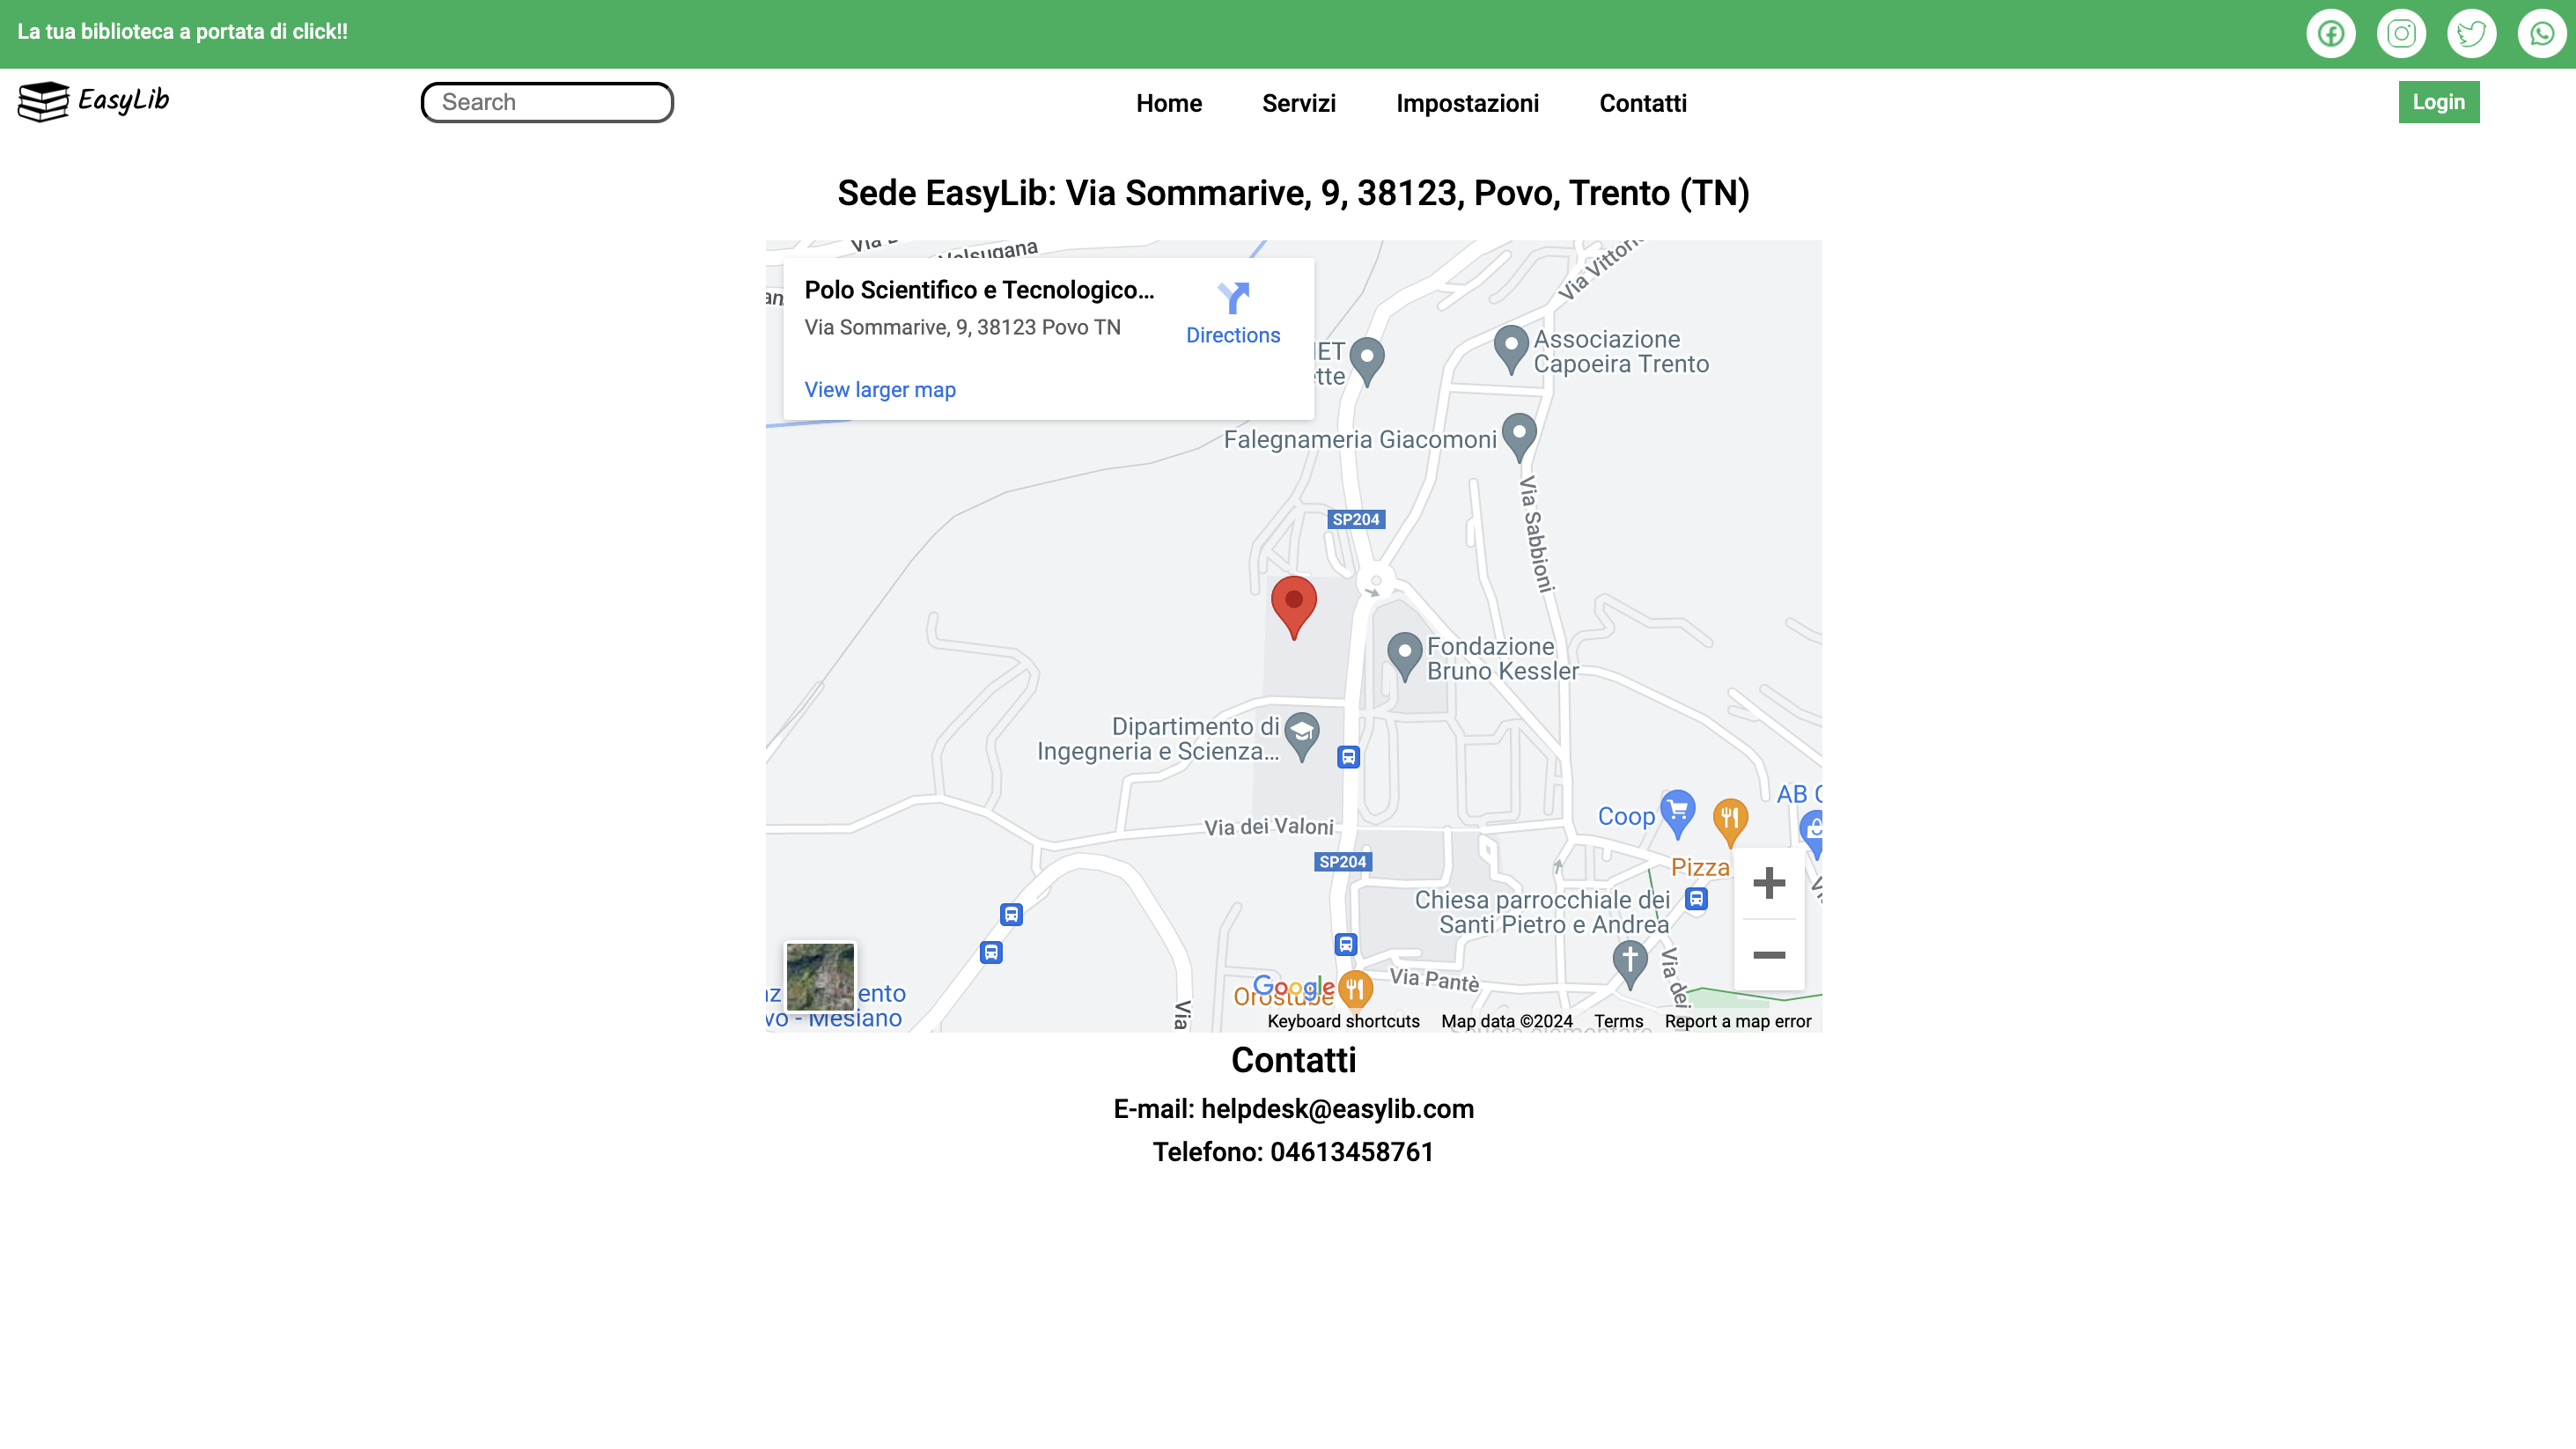 La tua biblioteca a portata di click!!
EasyLib
Search
Home
Servizi
Impostazioni
Contatti
Login
Sede EasyLib: Via Sommarive, 9, 38123, Povo, Trento (TN)
Valsugana
Via Vittorio
Polo Scientifico e Tecnologico...
Via Sommarive, 9, 38123 Povo TN
Directions
View larger map
Associazione
Capoeira Trento
Falegnameria Giacomoni
Via Sabbioni
SP204
Fondazione
Bruno Kessler
Dipartimento di
Ingegneria e Scienza...
Via dei Valoni
Coop
AB
SP204
Pizza
Chiesa parrocchiale dei
Santi Pietro e Andrea
Via dei
Via Pantè
Via
Google
Orostube
- Mesiano
Keyboard shortcuts
Map data ©2024
Terms
Report a map error
Contatti
E-mail: helpdesk@easylib.com
Telefono: 04613458761